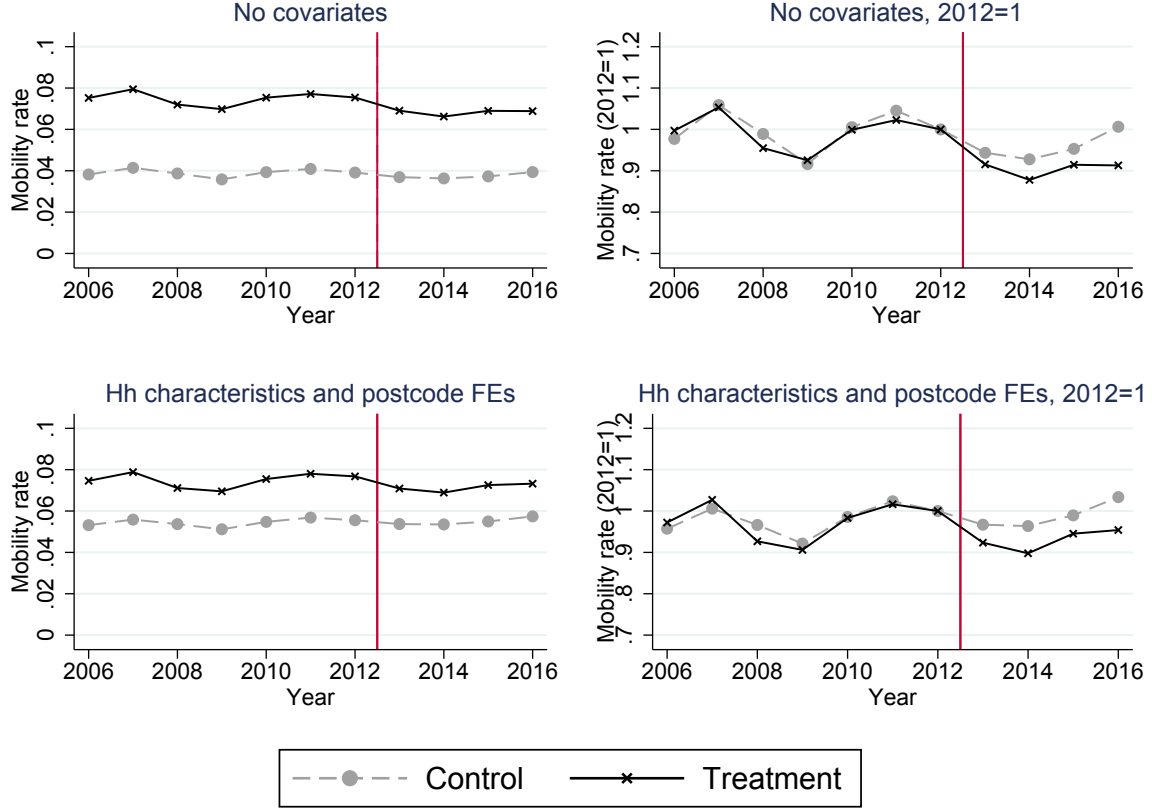 No covariates
Mobility rate
.1
.08
.06
.04
.02
0
2006 2008 2010 2012 2014 2016
Year
No covariates, 2012=1
Mobility rate (2012=1)
1.2
1.1
1
.9
.8
.7
2006 2008 2010 2012 2014 2016
Year
Hh characteristics and postcode FEs
Mobility rate
.1
.08
.06
.04
.02
0
2006 2008 2010 2012 2014 2016
Year
Hh characteristics and postcode FEs, 2012=1
Mobility rate (2012=1)
1.2
1.1
1
.9
.8
.7
2006 2008 2010 2012 2014 2016
Year
Control Treatment